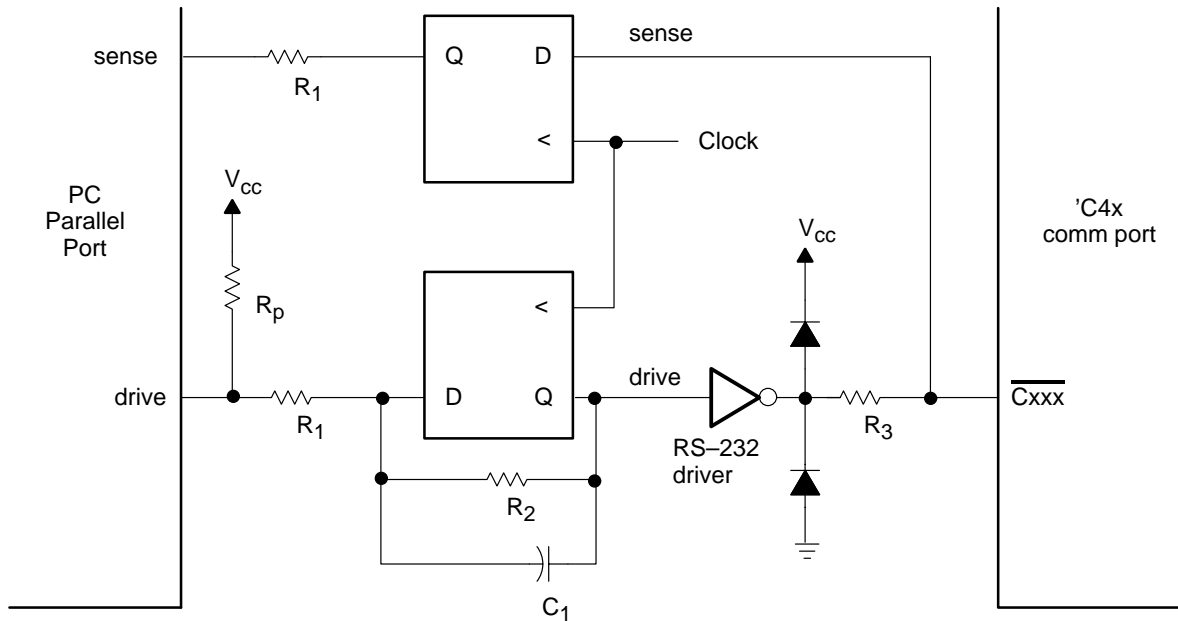 sense
R1
Q
D
<
sense
Clock
PC
Parallel
Port
Vcc
Rp
drive
R1
<
D
Q
R2
C1
drive
RS–232
driver
Vcc
R3
'C4x
comm port
Cxxx